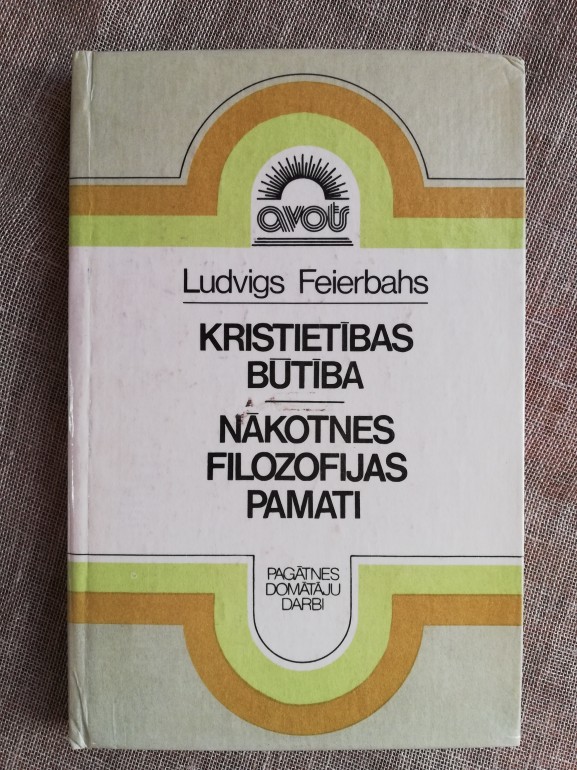 avots
Ludvigs Feierbahs
KRISTIETĪBAS
BŪTĪBA
NĀKOTNES
FILOZOFIJAS
PAMATI
PAGĀTNES
DOMĀTĀJU
DARBI